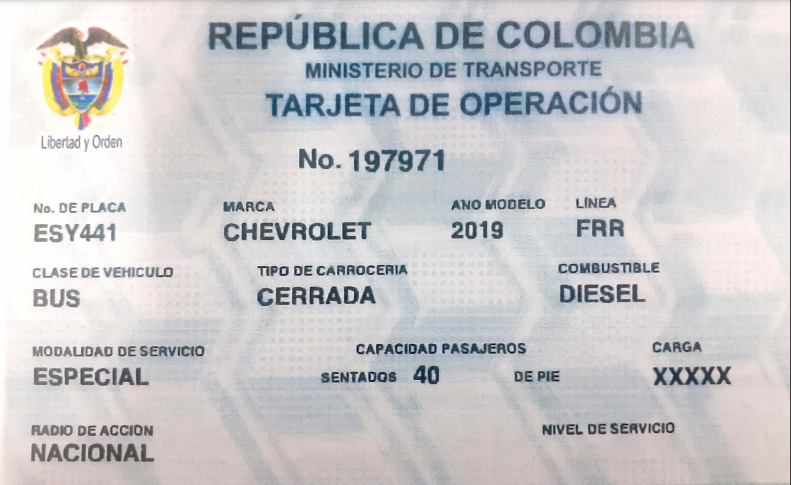 REPÚBLICA DE COLOMBIA
MINISTERIO DE TRANSPORTE
TARJETA DE OPERACIÓN
Libertad y Orden
No. 197971
No. DE PLACA MARCA ANO MODELO LINEA
ESY441 CHEVROLET 2019 FRR
CLASE DE VEHICULO TIPO DE CARROCERIA COMBUSTIBLE
BUS CERRADA DIESEL
MODALIDAD DE SERVICIO CAPACIDAD PASAJEROS CARGA
ESPECIAL SENTADOS 40 DE PIE XXXXX
RADIO DE ACCION NIVEL DE SERVICIO
NACIONAL